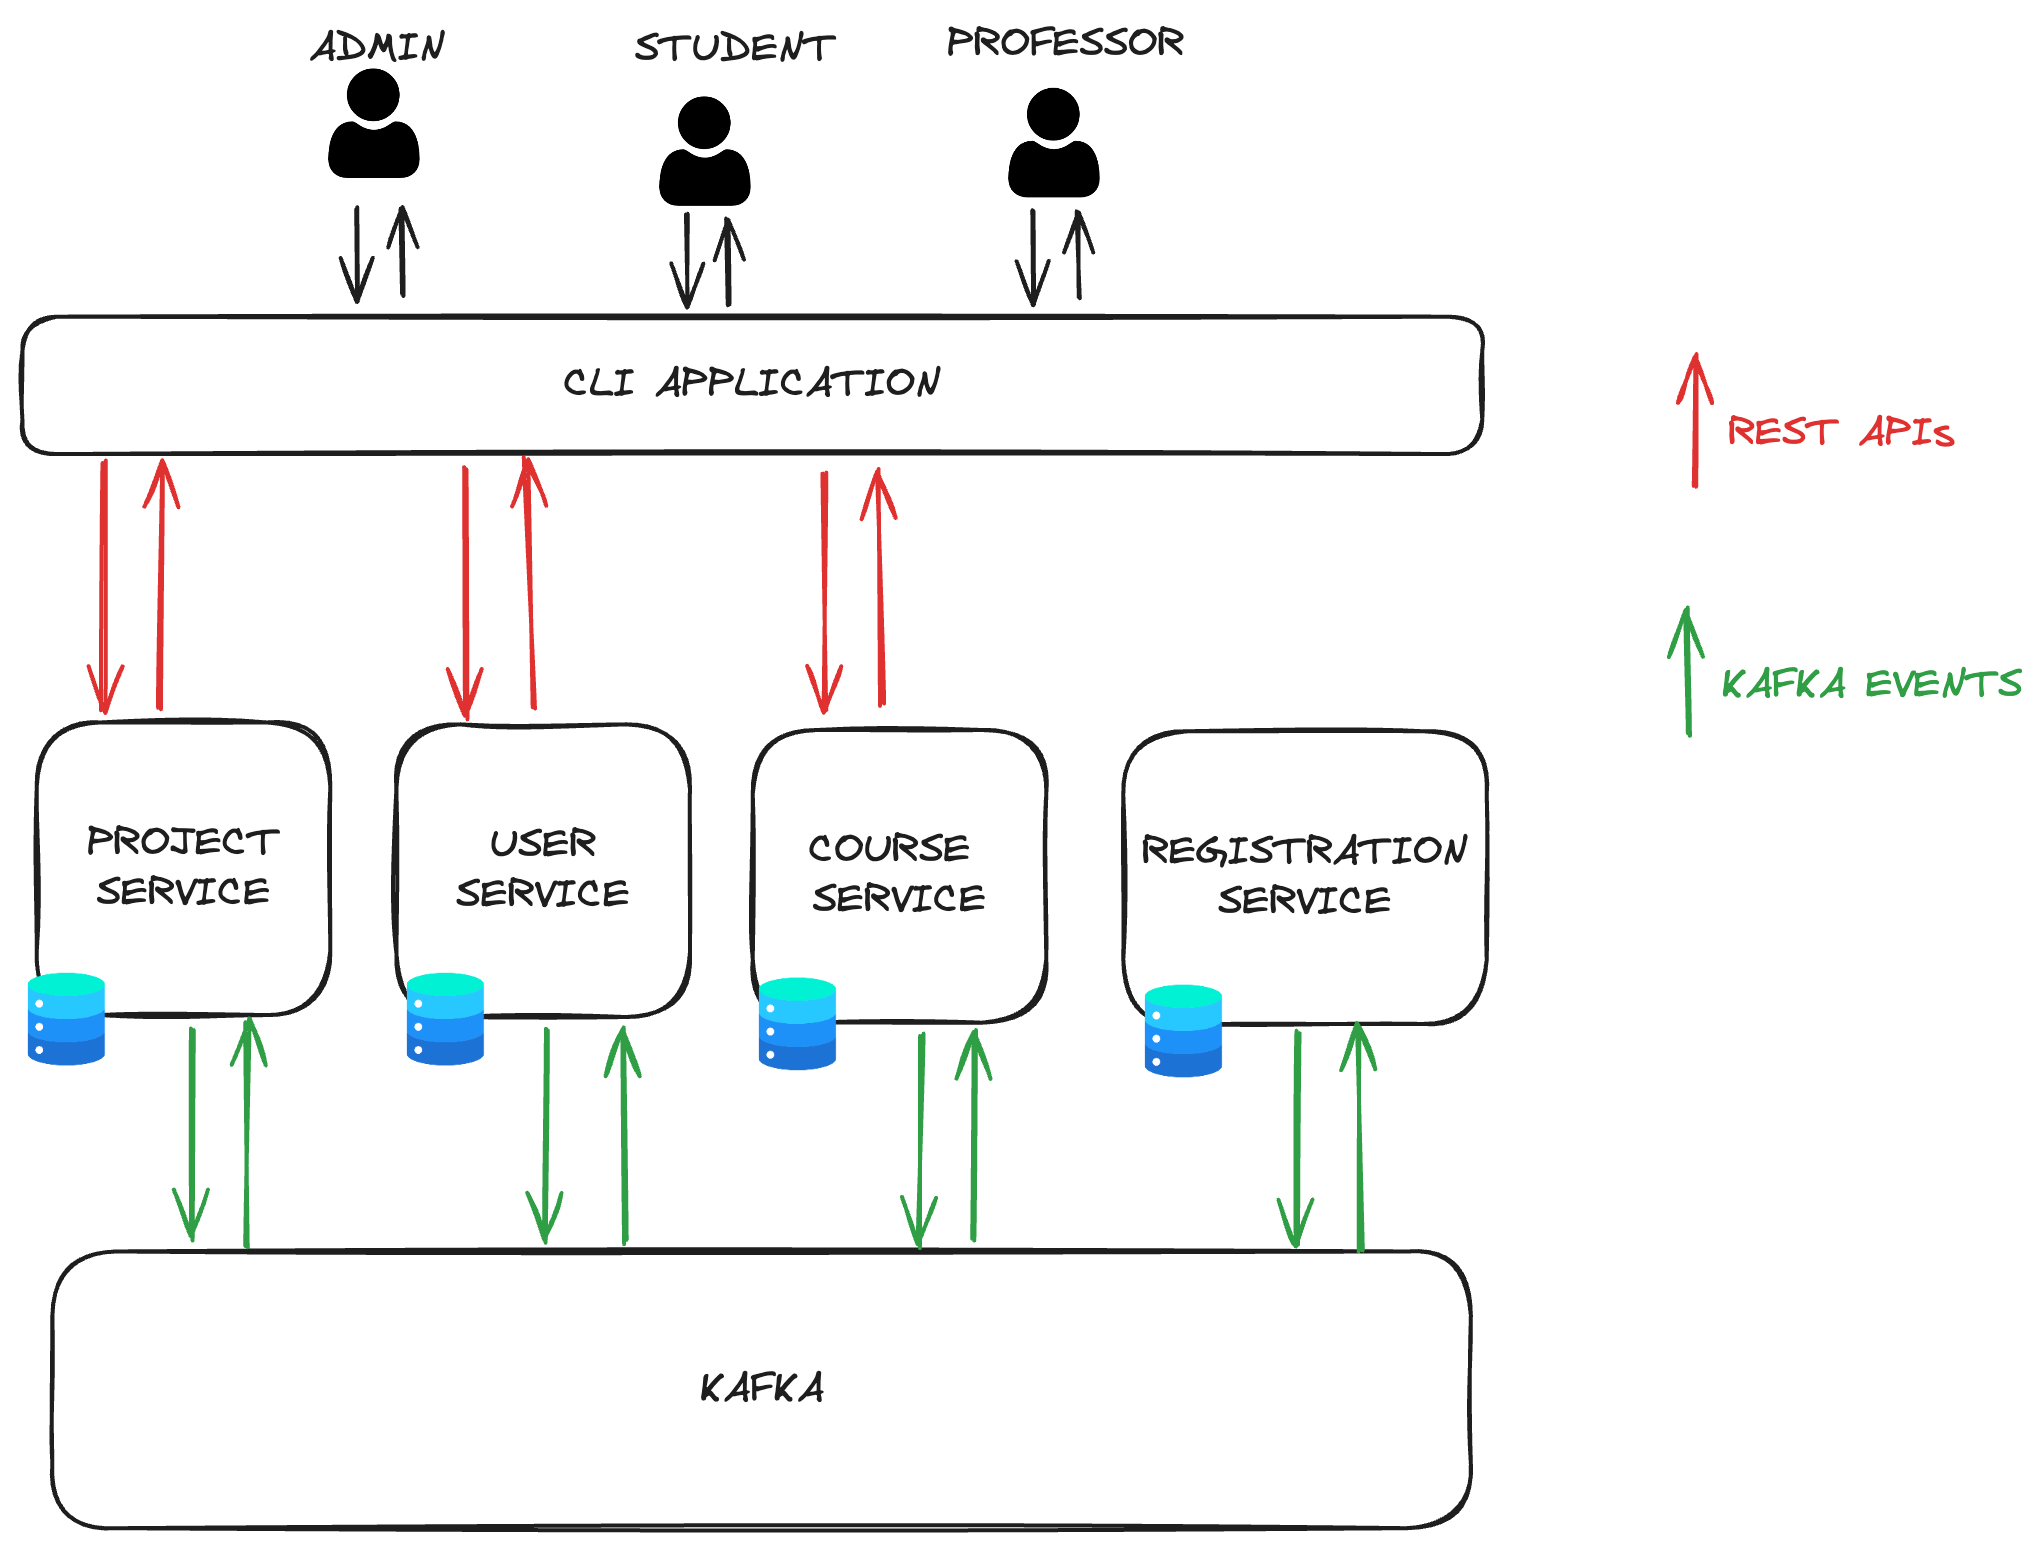 ADMIN
STUDENT
PROFESSOR
CLI APPLICATION
REST APIs
KAFKA EVENTS
PROJECT
SERVICE
USER
SERVICE
COURSE
SERVICE
REGISTRATION
SERVICE
KAFKA